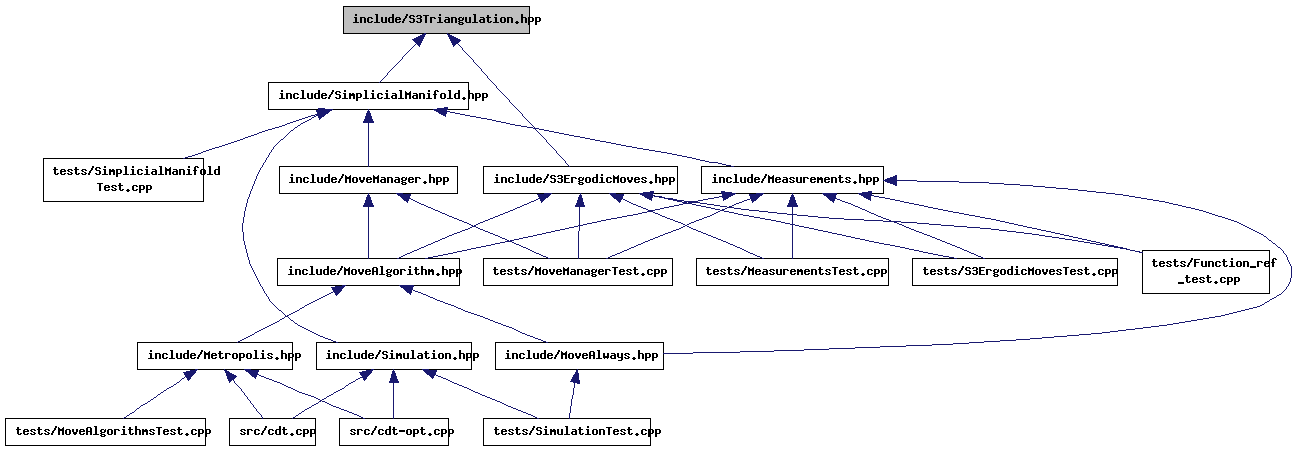 include/S3Triangulation.hpp
include/SimplicialManifold.hpp
tests/SimplicialManifold
Test.cpp
include/MoveManager.hpp
include/S3ErgodicMoves.hpp
include/Measurements.hpp
include/MoveAlgorithm.hpp
tests/MoveManagerTest.cpp
tests/MeasurementsTest.cpp
tests/S3ErgodicMovesTest.cpp
tests/Function_ref
_test.cpp
include/Metropolis.hpp
include/Simulation.hpp
include/MoveAlways.hpp
tests/MoveAlgorithmsTest.cpp
src/cdt.cpp
src/cdt-opt.cpp
tests/SimulationTest.cpp